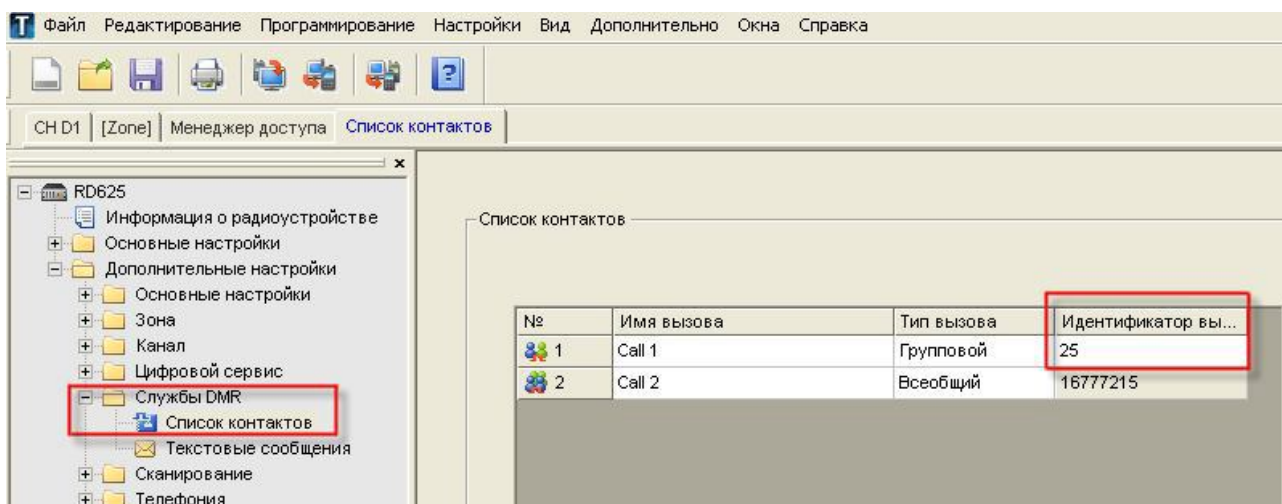 Файл Редактирование Программирование Настройки Вид Дополнительно Окна Справка
CH D1 [Zone] Менеджер доступа Список контактов
RD625
Информация о радиоустройстве
Основные настройки
Дополнительные настройки
Основные настройки
Зона
Канал
Цифровой сервис
Службы DMR
Список контактов
Текстовые сообщения
Сканирование
Телефония
Список контактов
№ Имя вызова Тип вызова Идентификатор вы...
1 Call 1 Групповой 25
2 Call 2 Всеобщий 16777215